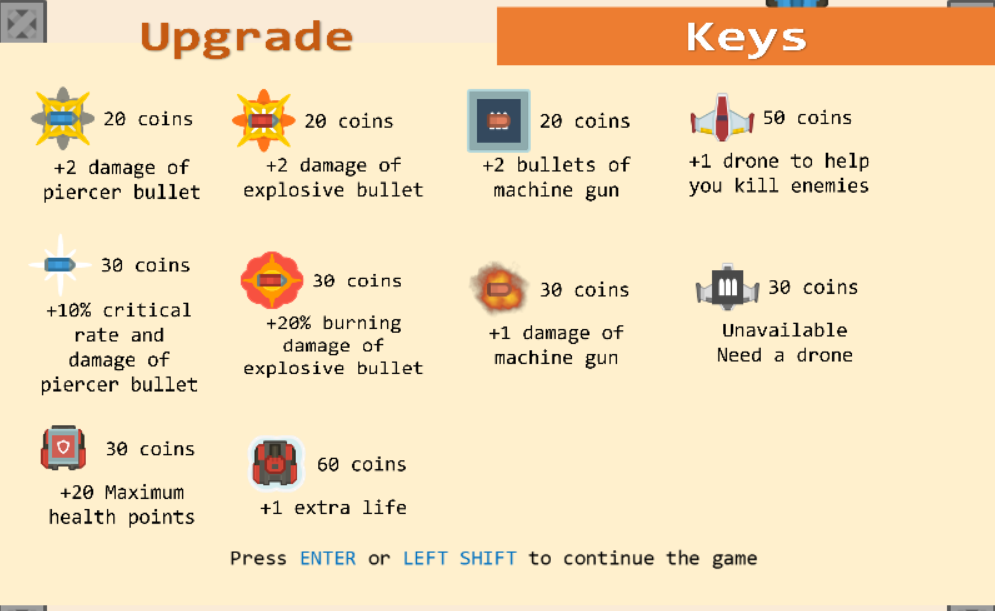 Upgrade
Keys
20 coins
+2 damage of
piercer bullet
20 coins
+2 damage of
explosive bullet
20 coins
+2 bullets of
machine gun
50 coins
+1 drone to help
you kill enemies
30 coins
+10% critical
rate and
damage of
piercer bullet
30 coins
+20% burning
damage of
explosive bullet
30 coins
+1 damage of
machine gun
30 coins
Unavailable
Need a drone
30 coins
+20 Maximum
health points
60 coins
+1 extra life
Press ENTER or LEFT SHIFT to continue the game